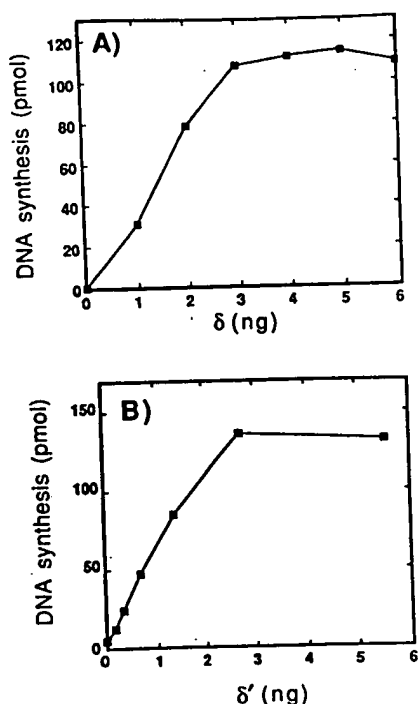 A)
DNA synthesis (pmol)
120
100
80
60
40
20
0
0 1 2 3 4 5 6
δ (ng)
B)
DNA synthesis (pmol)
150
100
50
0
0 1 2 3 4 5 6
δ′ (ng)